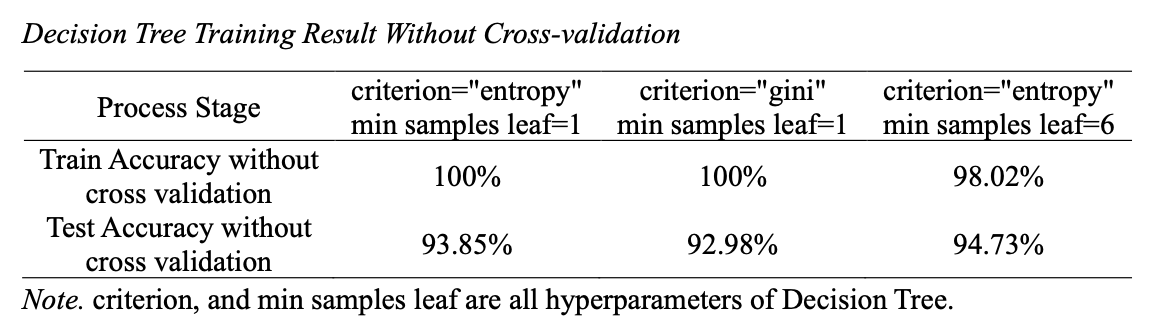 Decision Tree Training Result Without Cross-validation
Process Stage
criterion="entropy"
min samples leaf=1
criterion="gini"
min samples leaf=1
criterion="entropy"
min samples leaf=6
Train Accuracy without
cross validation
100%
100%
98.02%
Test Accuracy without
cross validation
93.85%
92.98%
94.73%
Note. criterion, and min samples leaf are all hyperparameters of Decision Tree.